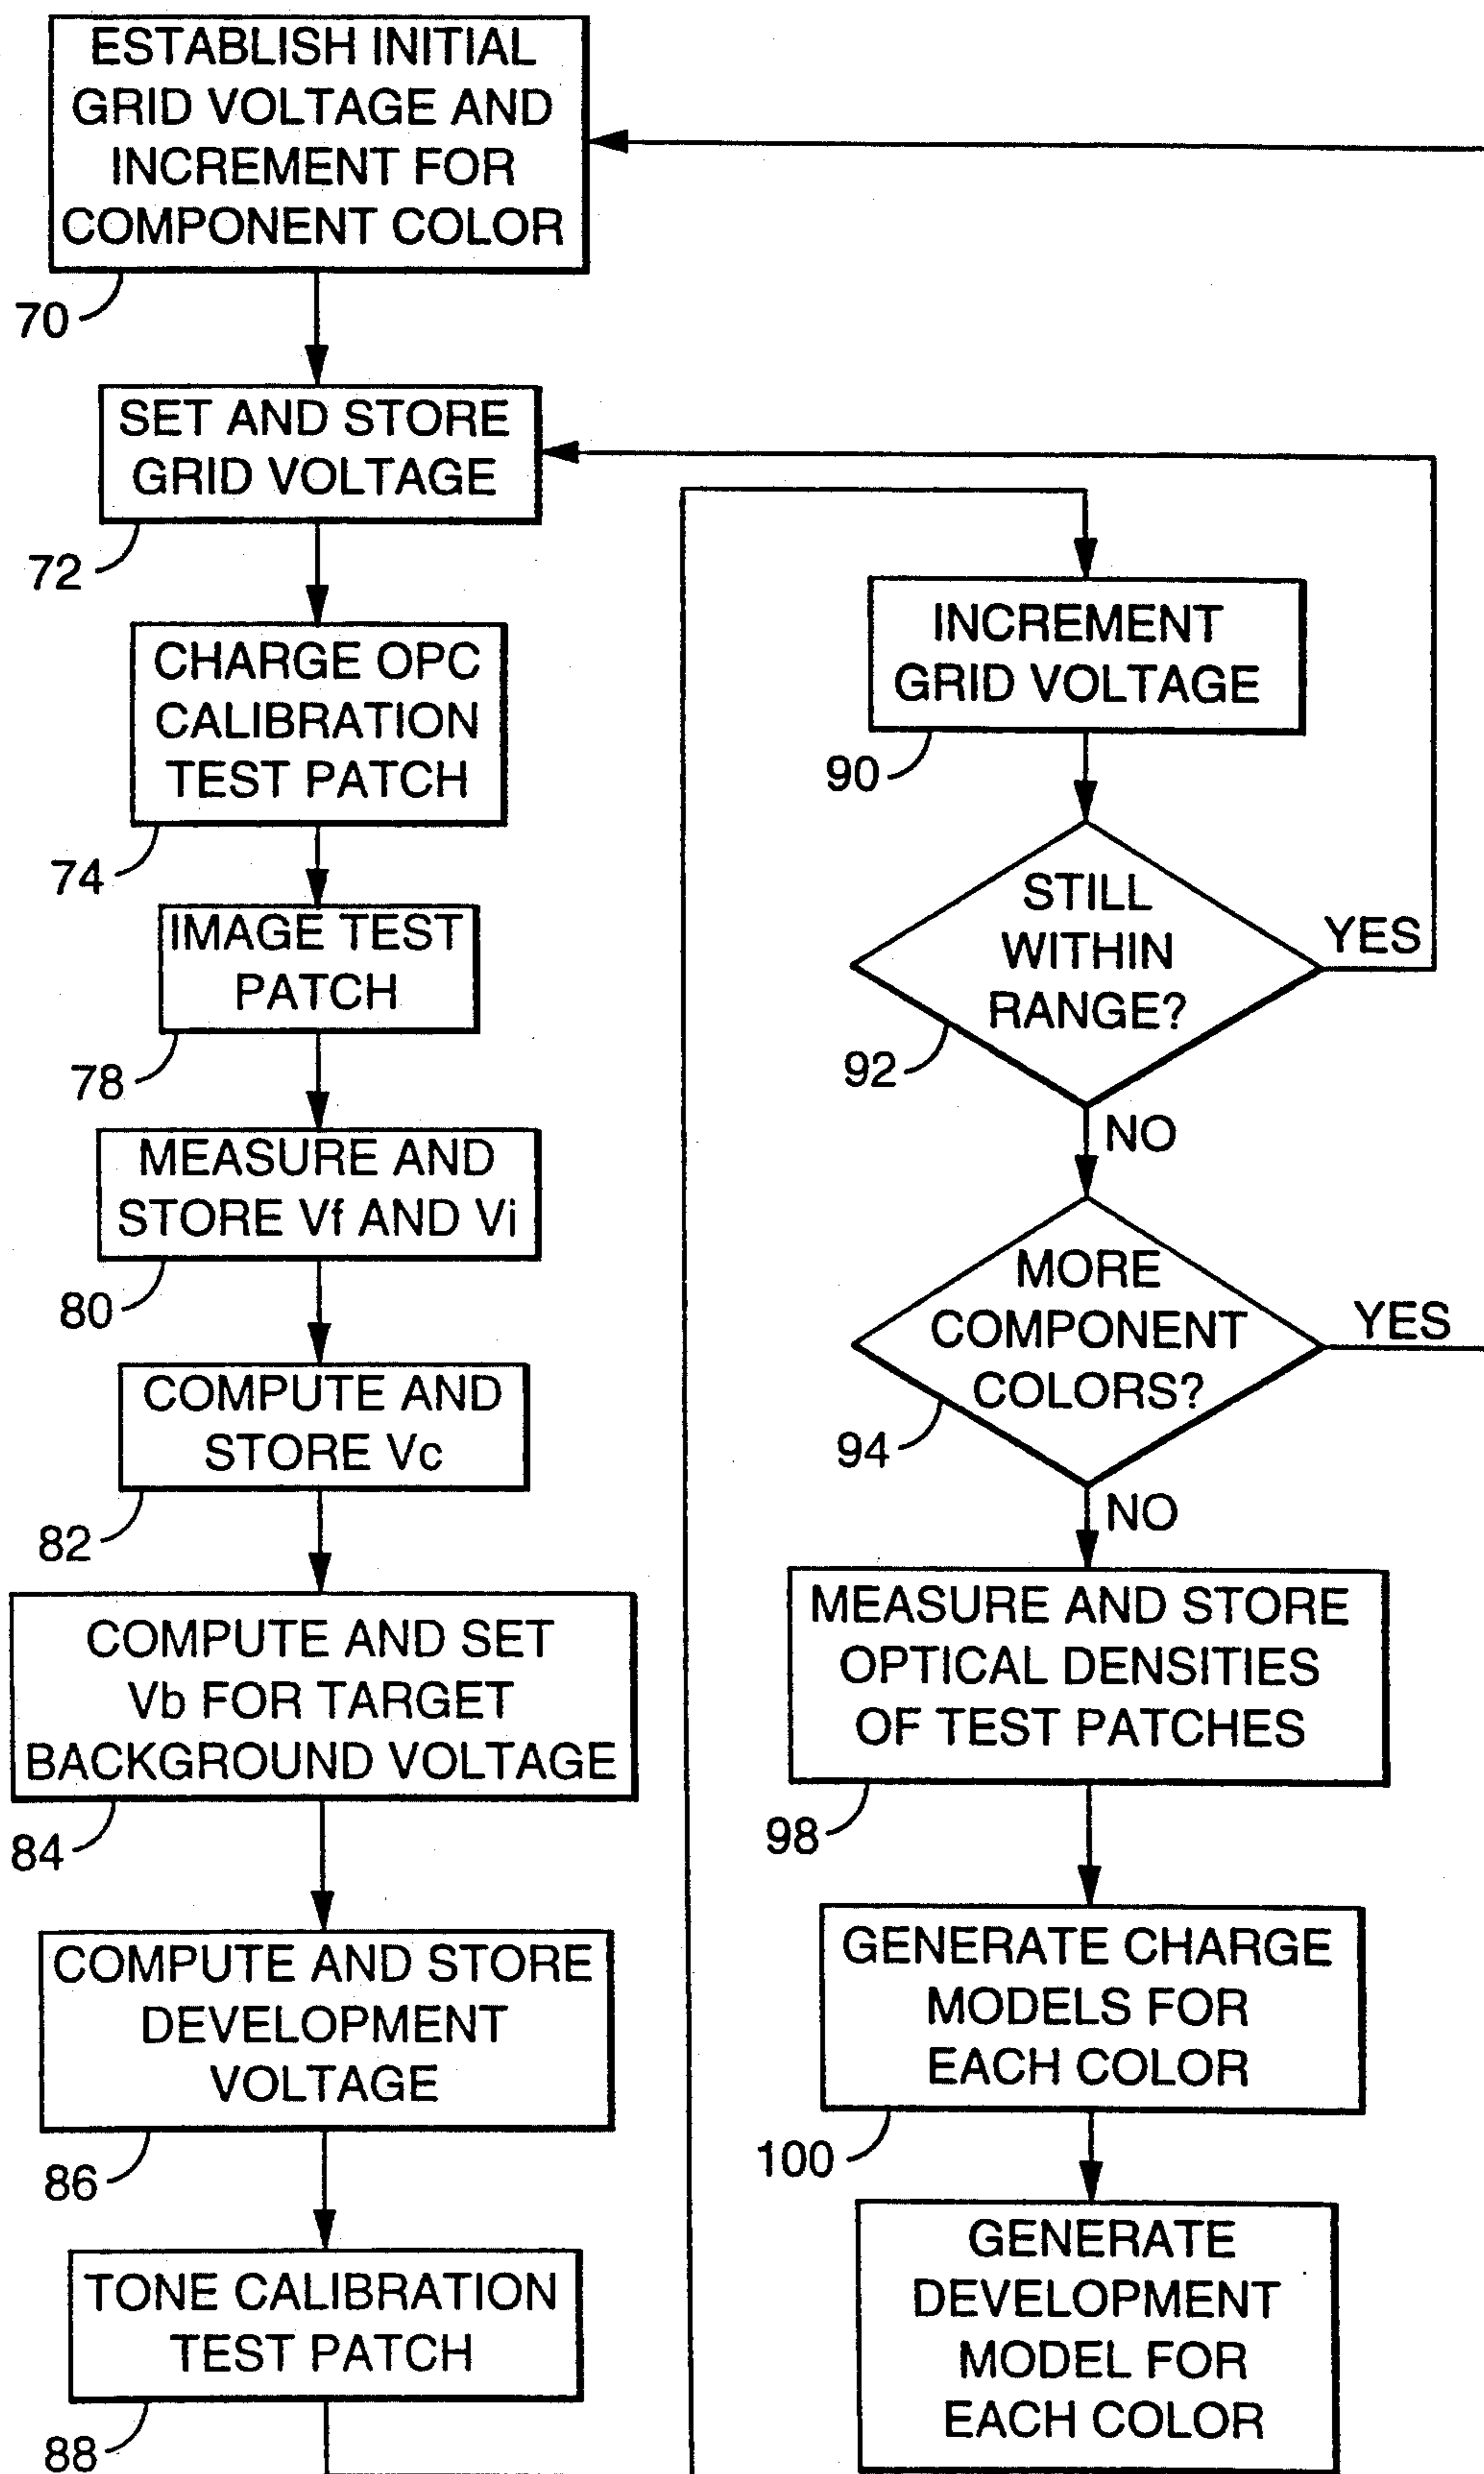 ESTABLISH INITIAL
GRID VOLTAGE AND
INCREMENT FOR
COMPONENT COLOR
70
SET AND STORE
GRID VOLTAGE
72
CHARGE OPC
CALIBRATION
TEST PATCH
74
IMAGE TEST
PATCH
78
MEASURE AND
STORE Vf AND Vi
80
COMPUTE AND
STORE Vc
82
COMPUTE AND SET
Vb FOR TARGET
BACKGROUND VOLTAGE
84
COMPUTE AND STORE
DEVELOPMENT
VOLTAGE
86
TONE CALIBRATION
TEST PATCH
88
INCREMENT
GRID VOLTAGE
90
STILL
WITHIN
RANGE?
YES
92
NO
MORE
COMPONENT
COLORS?
YES
94
NO
MEASURE AND STORE
OPTICAL DENSITIES
OF TEST PATCHES
98
GENERATE CHARGE
MODELS FOR
EACH COLOR
100
GENERATE
DEVELOPMENT
MODEL FOR
EACH COLOR